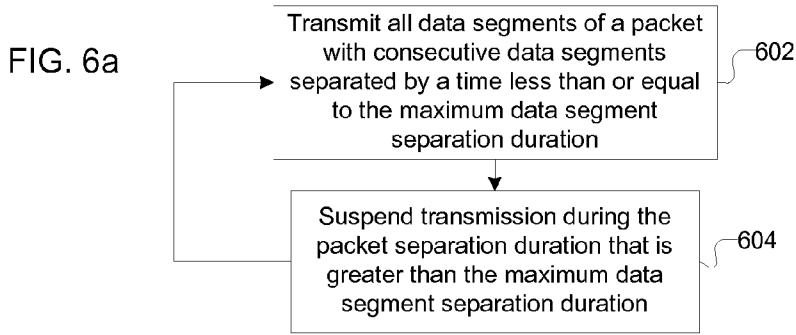 FIG. 6a
Transmit all data segments of a packet
with consecutive data segments
separated by a time less than or equal
to the maximum data segment
separation duration
602
Suspend transmission during the
packet separation duration that is
greater than the maximum data
segment separation duration
604